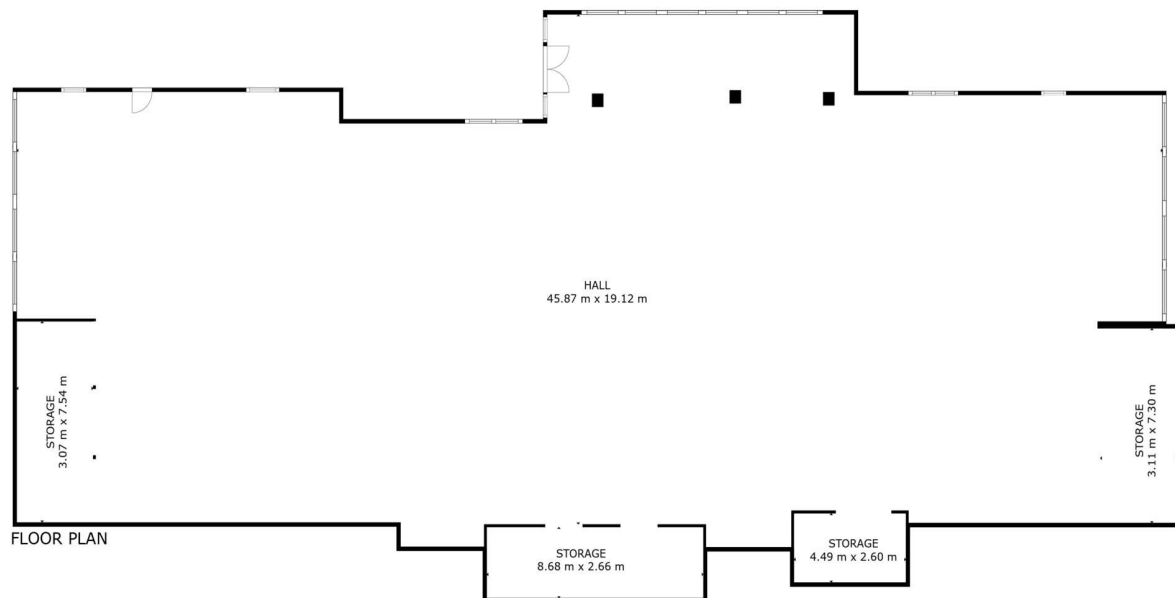 HALL
45.87 m x 19.12 m
STORAGE
3.07 m x 7.54 m
STORAGE
3.11 m x 7.30 m
FLOOR PLAN
STORAGE
8.68 m x 2.66 m
STORAGE
4.49 m x 2.60 m